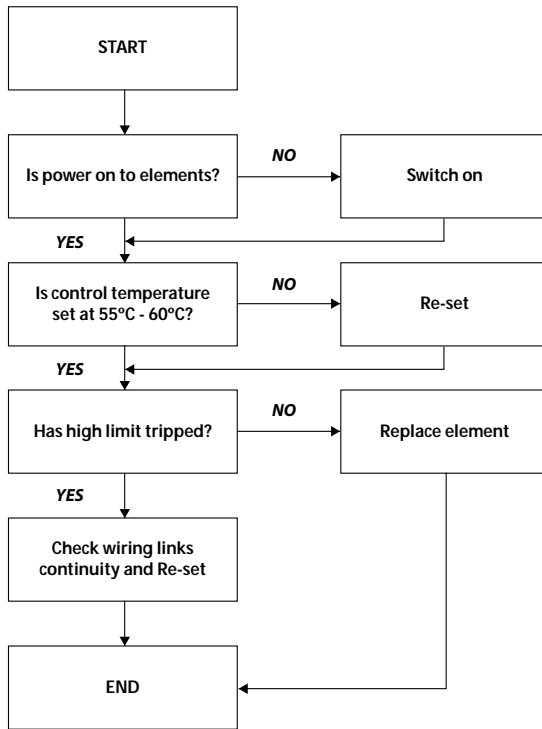 START
Is power on to elements?
NO
Switch on
YES
Is control temperature
set at 55ºC - 60ºC?
NO
Re-set
YES
Has high limit tripped?
NO
Replace element
YES
Check wiring links
continuity and Re-set
END